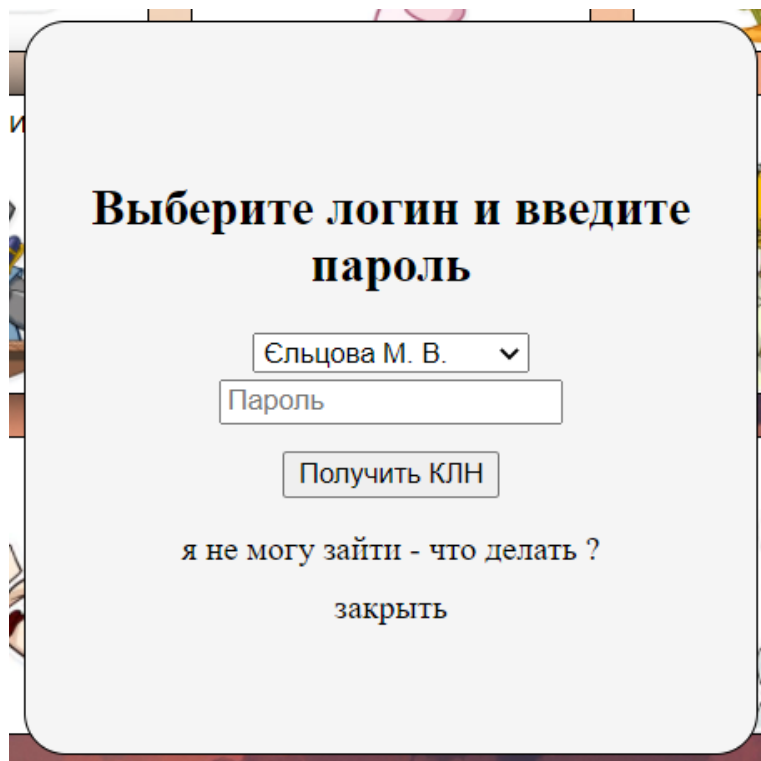 и
Выберите логин и введите
пароль
Єльцова М. В.
Пароль
Получить КЛН
я не могу зайти - что делать ?
закрыть